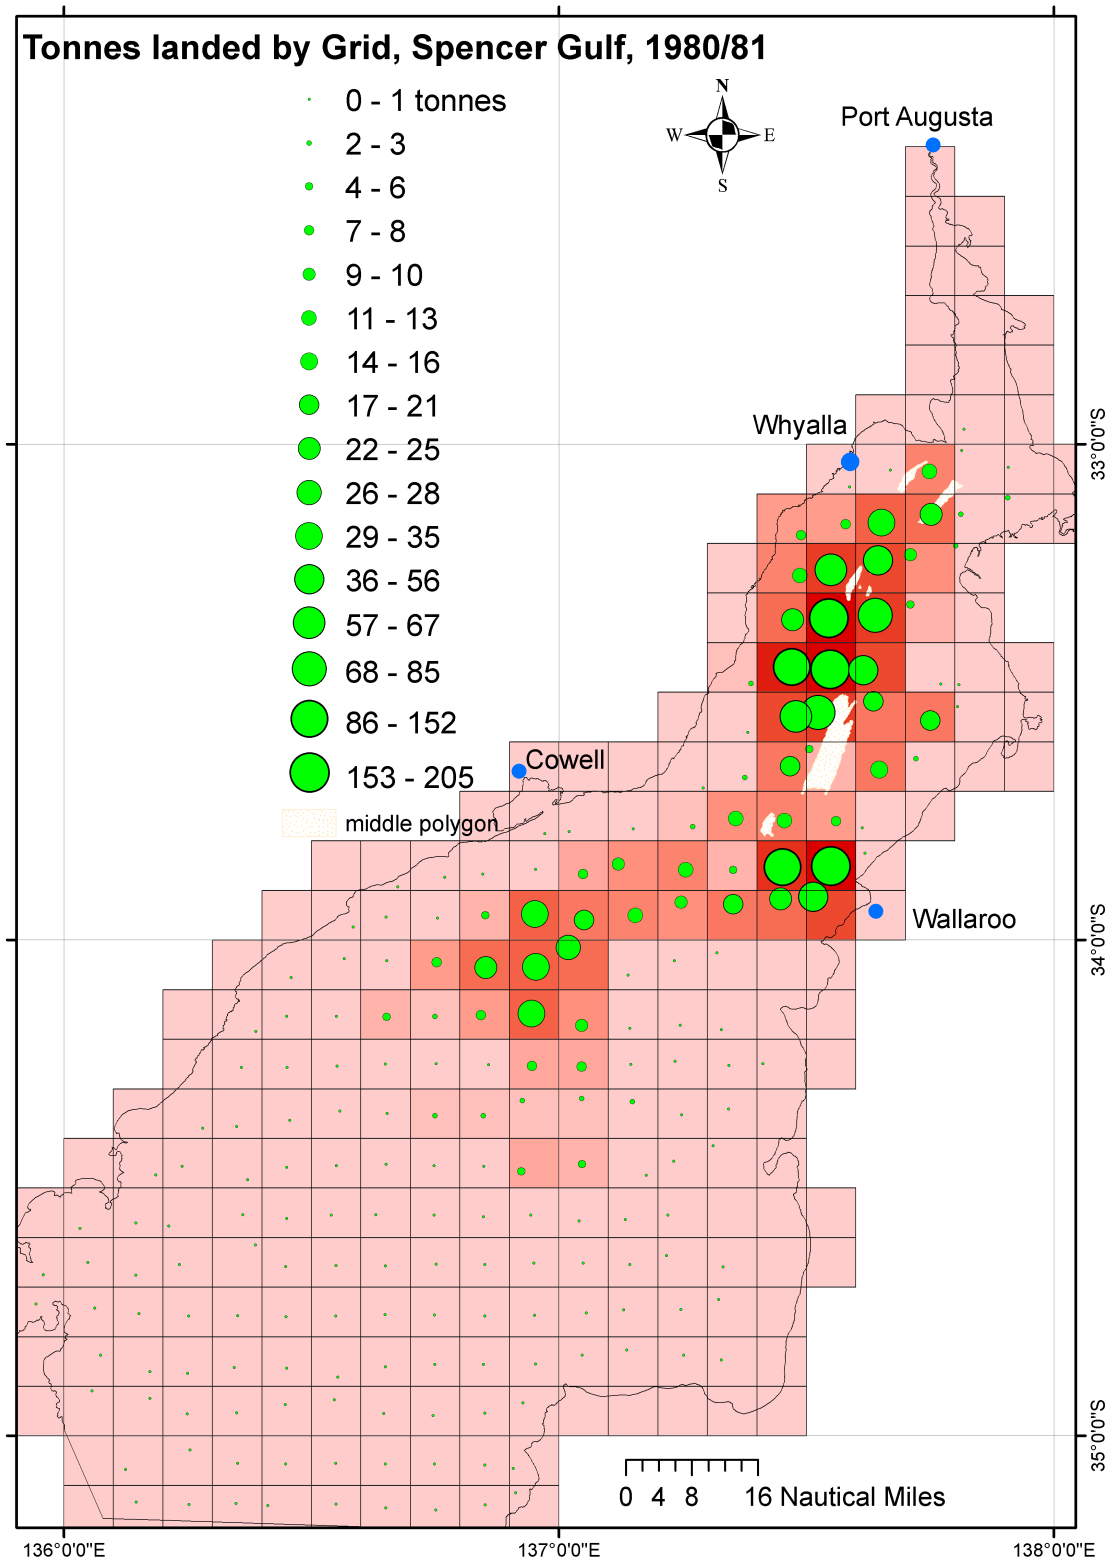 Tonnes landed by Grid, Spencer Gulf, 1980/81
0 - 1 tonnes
2 - 3
4 - 6
7 - 8
9 - 10
11 - 13
14 - 16
17 - 21
22 - 25
26 - 28
29 - 35
36 - 56
57 - 67
68 - 85
86 - 152
153 - 205
middle polygon
N
W
E
S
Port Augusta
Whyalla
Cowell
Wallaroo
33°0'0"S
34°0'0"S
35°0'0"S
0 4 8 16 Nautical Miles
136°0'0"E
137°0'0"E
138°0'0"E